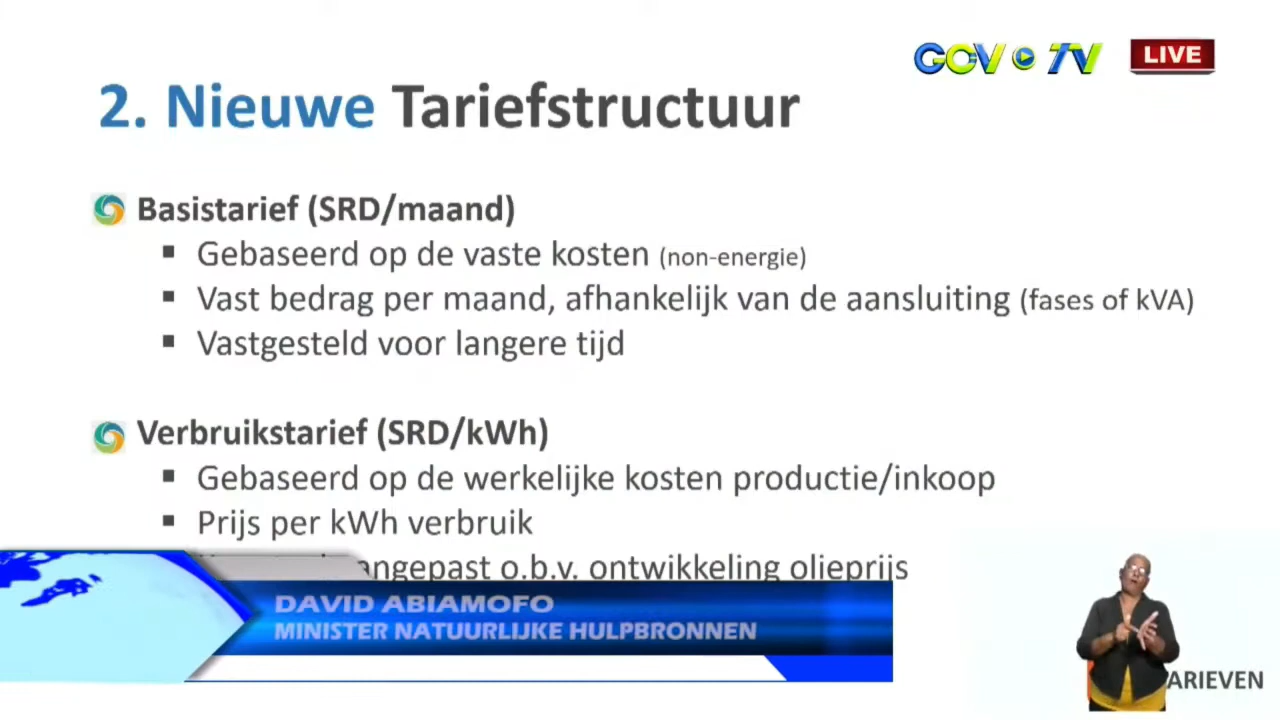 GOV TV
LIVE
2. Nieuwe Tariefstructuur
Basistarief (SRD/maand)
Gebaseerd op de vaste kosten (non-energie)
Vast bedrag per maand, afhankelijk van de aansluiting (fases of kVA)
Vastgesteld voor langere tijd
Verbruikstarief (SRD/kWh)
Gebaseerd op de werkelijke kosten productie/inkoop
Prijs per kWh verbruik
o.b.v. ontwikkeling olieprijs
DAVID ABIAMOFO
MINISTER NATUURLIJKE HULPBRONNEN